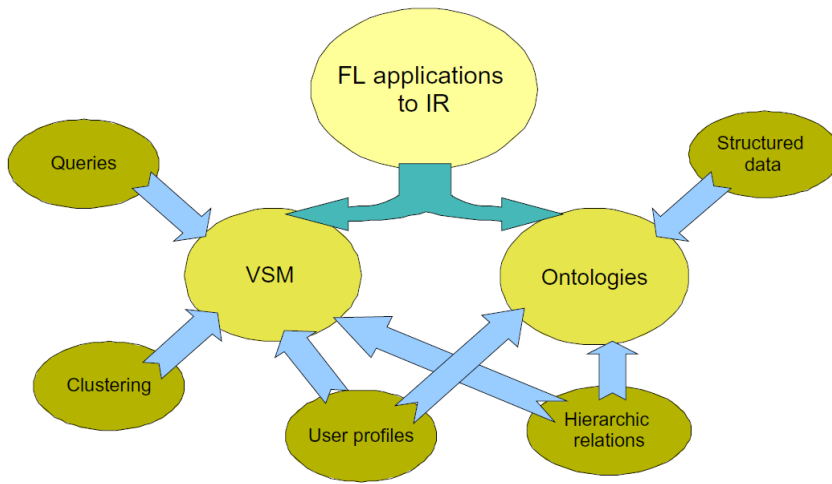 FL applications
to IR
Queries
Structured
data
VSM
Ontologies
Clustering
User profiles
Hierarchic
relations